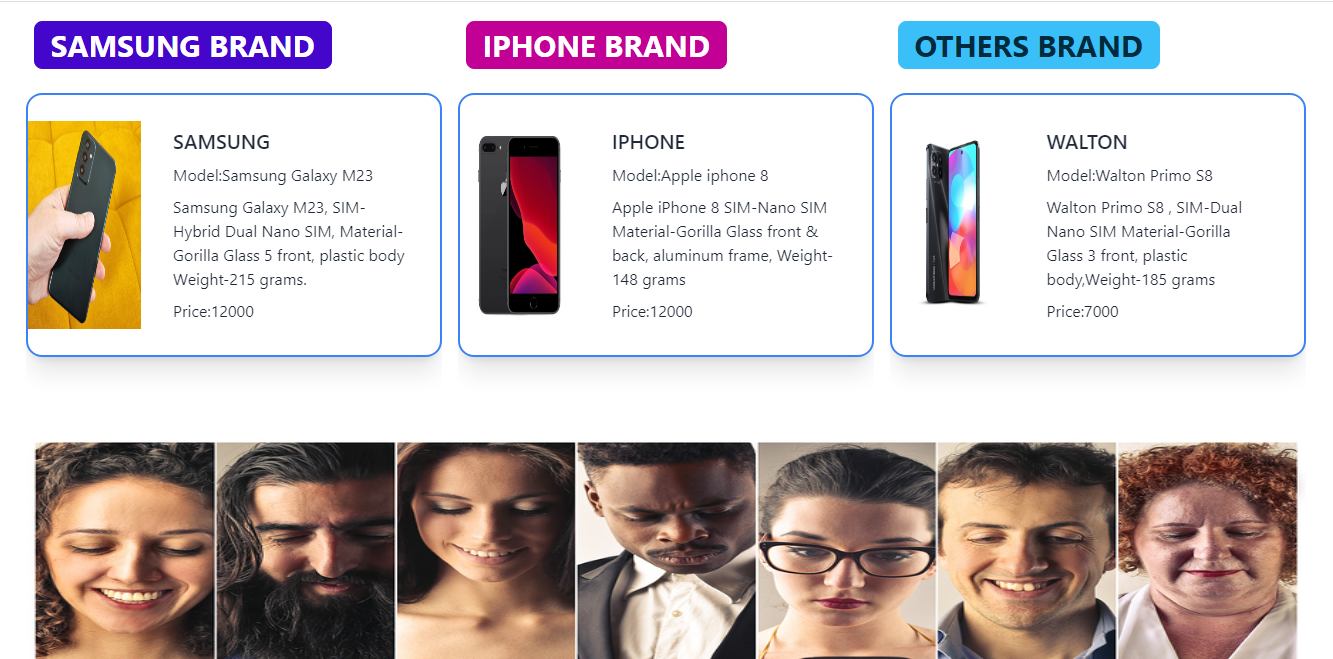 SAMSUNG BRAND
IPHONE BRAND
OTHERS BRAND
SAMSUNG
Model:Samsung Galaxy M23
Samsung Galaxy M23, SIM-
Hybrid Dual Nano SIM, Material-
Gorilla Glass 5 front, plastic body
Weight-215 grams.
Price:12000
IPHONE
Model:Apple iphone 8
Apple iPhone 8 SIM-Nano SIM
Material-Gorilla Glass front &
back, aluminum frame, Weight-
148 grams
Price:12000
WALTON
Model:Walton Primo S8
Walton Primo S8 , SIM-Dual
Nano SIM Material-Gorilla
Glass 3 front, plastic
body,Weight-185 grams
Price:7000